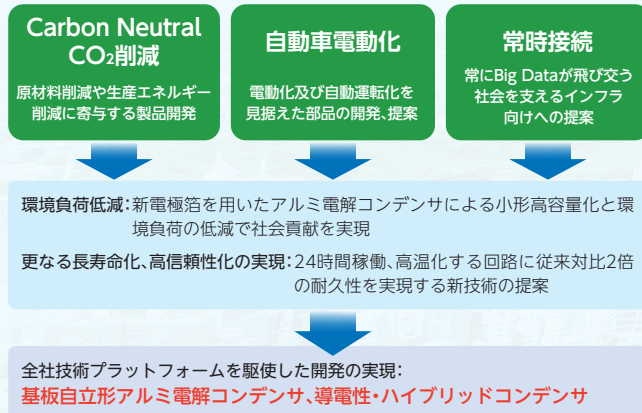 Carbon Neutral
CO₂削減
原材料削減や生産エネルギー
削減に寄与する製品開発
自動車電動化
電動化及び自動運転化を
見据えた部品の開発、提案
常時接続
常にBig Dataが飛び交う
社会を支えるインフラ
向けへの提案
環境負荷低減:新電極箔を用いたアルミ電解コンデンサによる小形高容量化と環
境負荷の低減で社会貢献を実現
更なる長寿命化、高信頼性化の実現:24時間稼働、高温化する回路に従来対比2倍
の耐久性を実現する新技術の提案
全社技術プラットフォームを駆使した開発の実現:
基板自立形アルミ電解コンデンサ、導電性・ハイブリッドコンデンサ